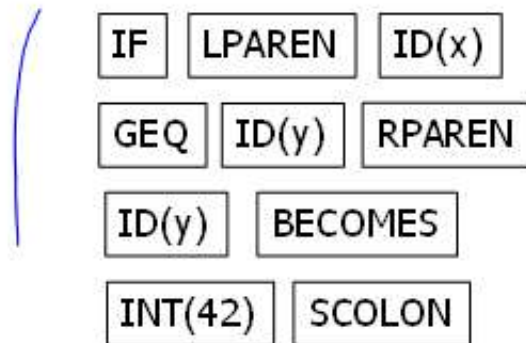 IF LPAREN ID(x)
GEQ ID(y) RPAREN
ID(y) BECOMES
INT(42) SCOLON